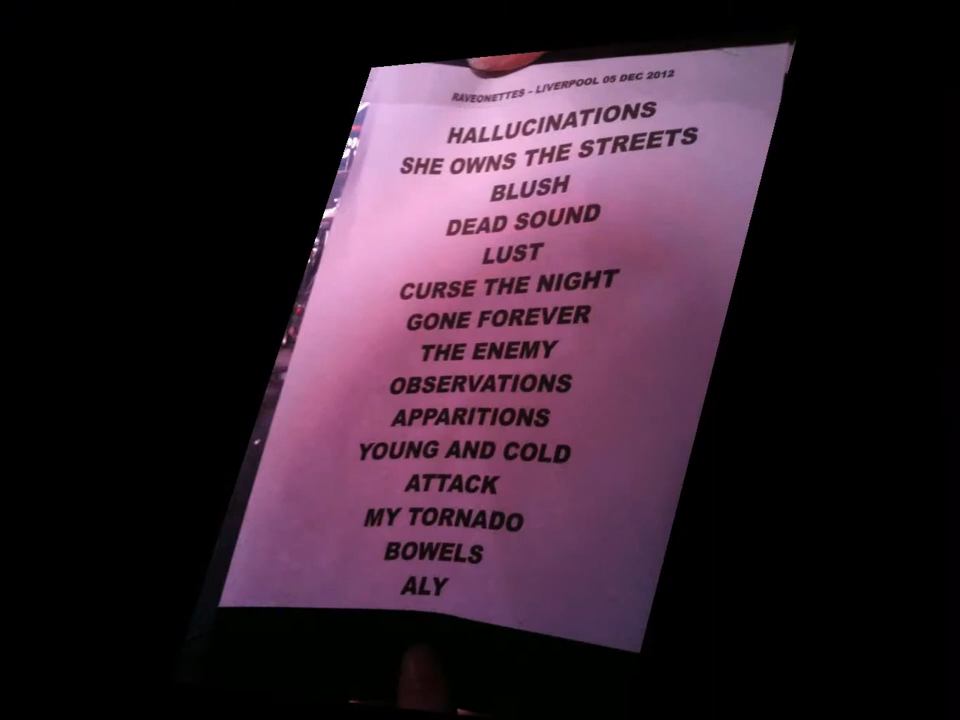 RAVEONETTES - LIVERPOOL 05 DEC 2012
HALLUCINATIONS
SHE OWNS THE STREETS
BLUSH
DEAD SOUND
LUST
CURSE THE NIGHT
GONE FOREVER
THE ENEMY
OBSERVATIONS
APPARITIONS
YOUNG AND COLD
ATTACK
MY TORNADO
BOWELS
ALY